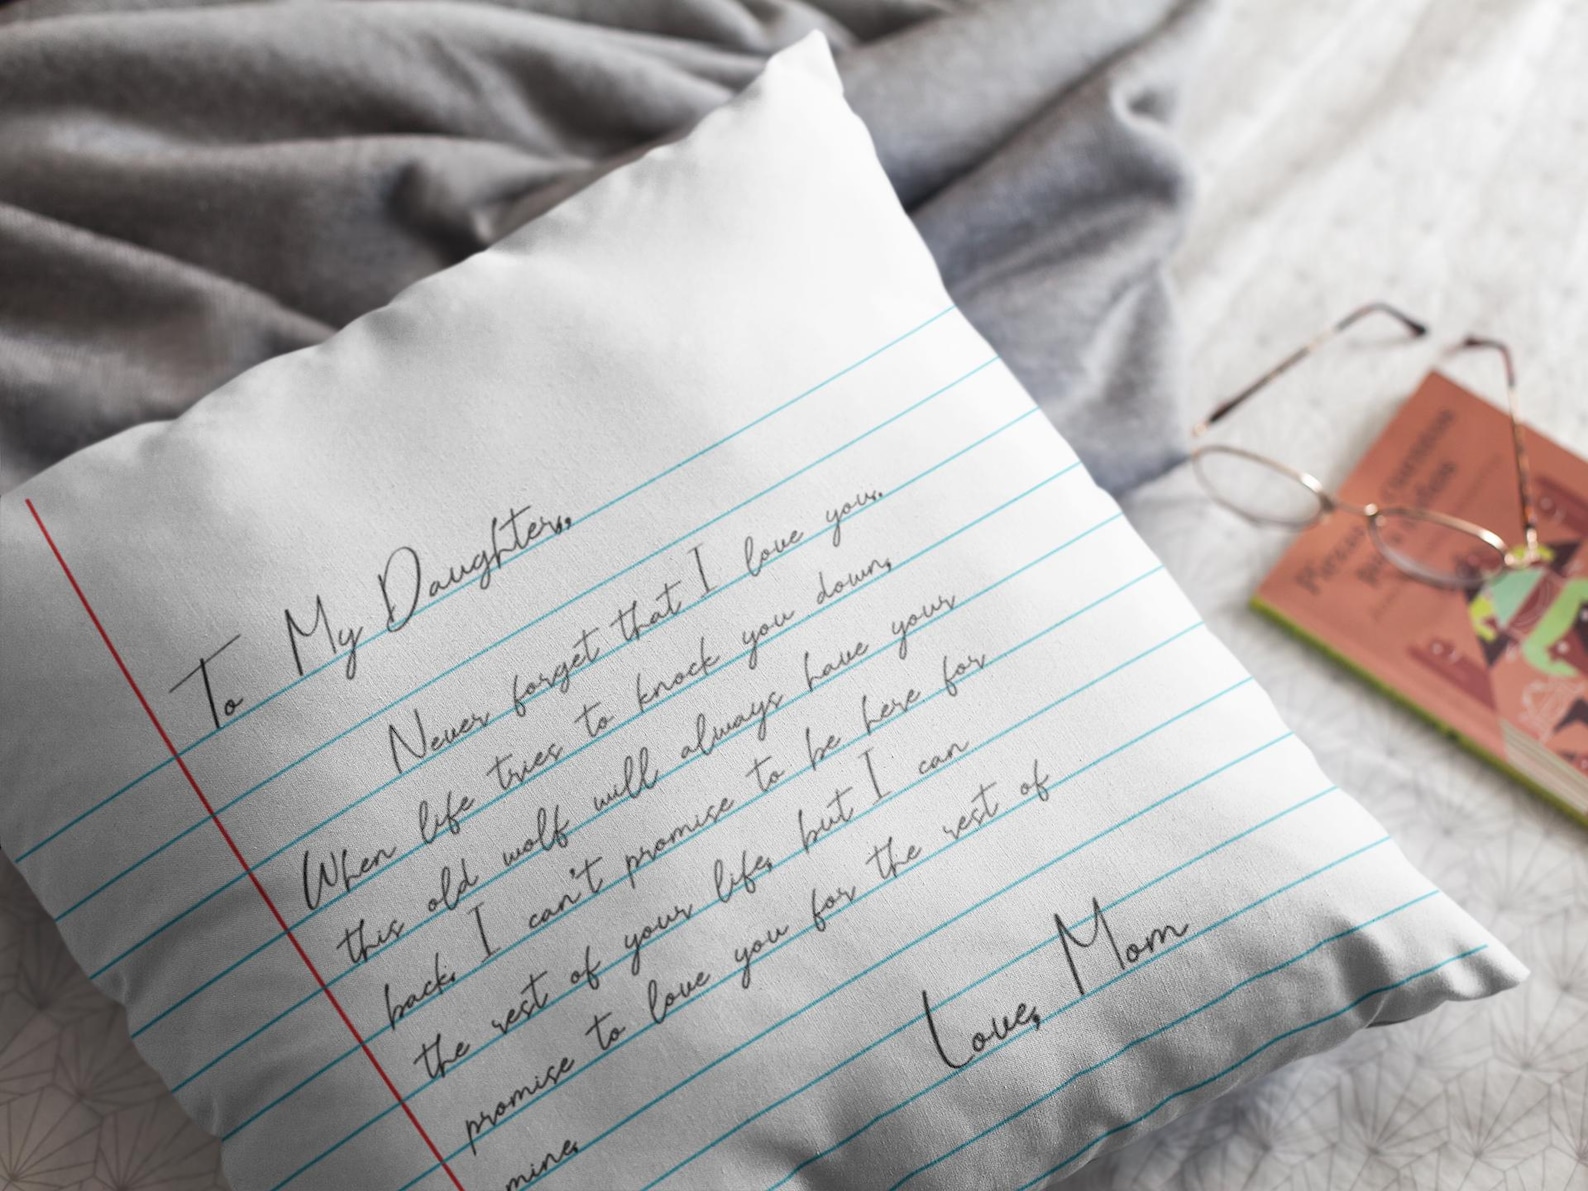 To My Daughter,
Never forget that I love you.
When life tries to knock you down,
this old wolf will always have your
back. I can't promise to be here for
the rest of your life, but I can
promise to love you for the rest of
mine.
Love, Mom